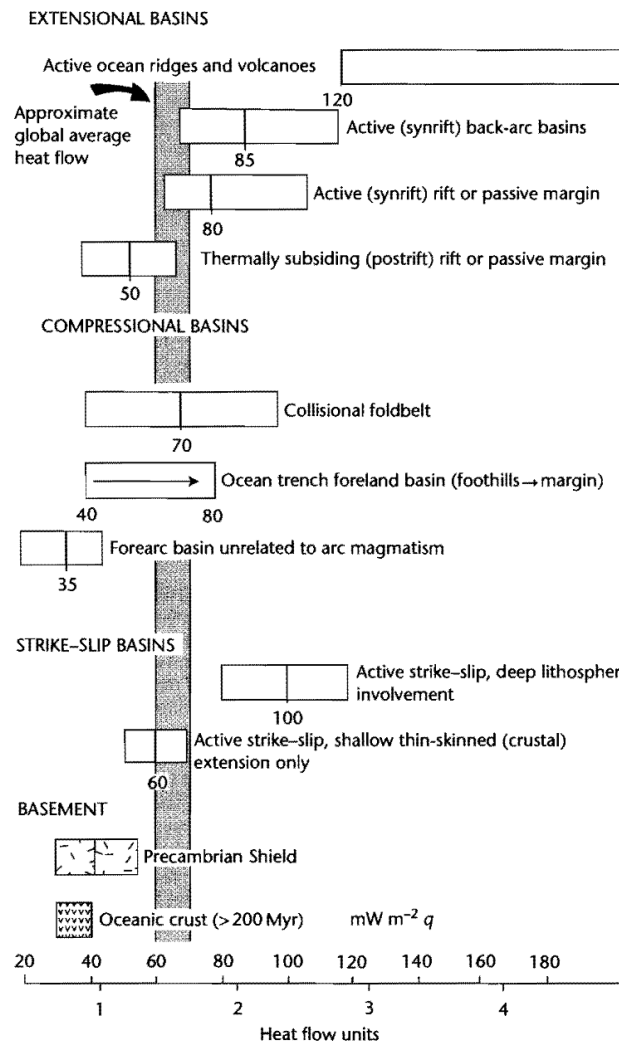 EXTENSIONAL BASINS
Active ocean ridges and volcanoes
120
Approximate
global average
heat flow
Active (synrift) back-arc basins
85
Active (synrift) rift or passive margin
80
Thermally subsiding (postrift) rift or passive margin
50
COMPRESSIONAL BASINS
Collisional foldbelt
70
Ocean trench foreland basin (foothills→margin)
40 80
Forearc basin unrelated to arc magmatism
35
STRIKE–SLIP BASINS
Active strike–slip, deep lithospher
involvement
100
Active strike–slip, shallow thin-skinned (crustal)
extension only
60
BASEMENT
Precambrian Shield
Oceanic crust (>200 Myr) mW m⁻² q
20 40 60 80 100 120 140 160 180
1 2 3 4
Heat flow units